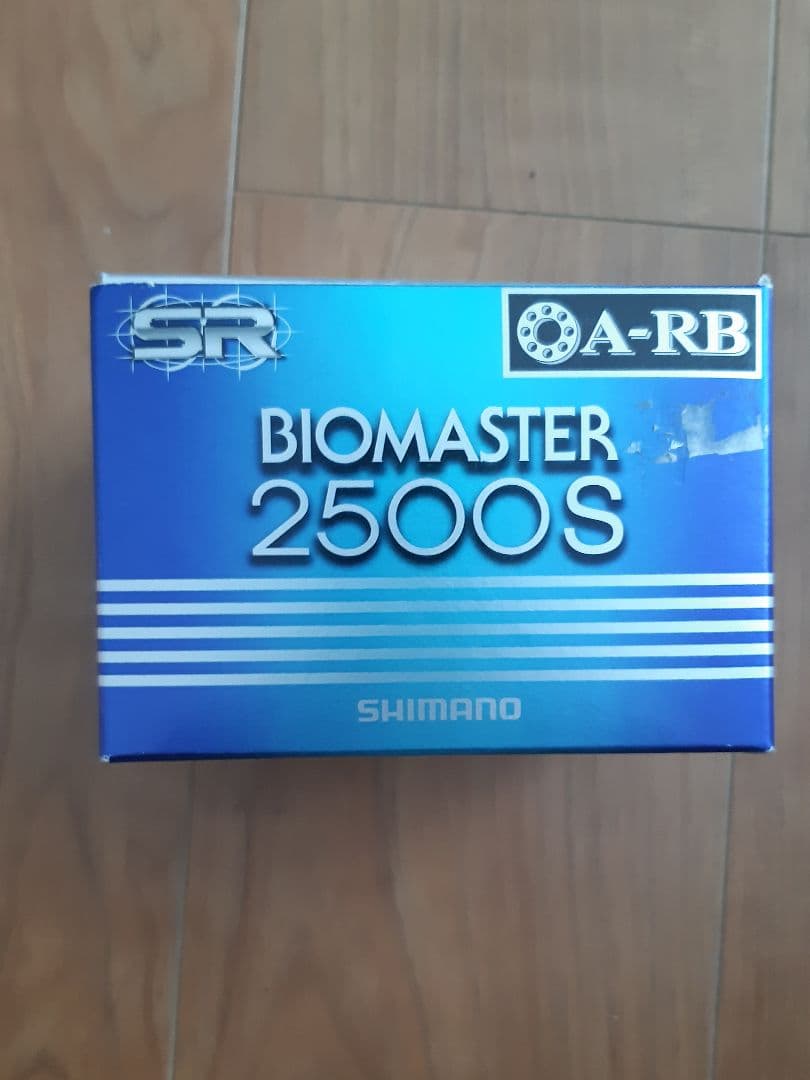 SR
A-RB
BIOMASTER
2500S
SHIMANO